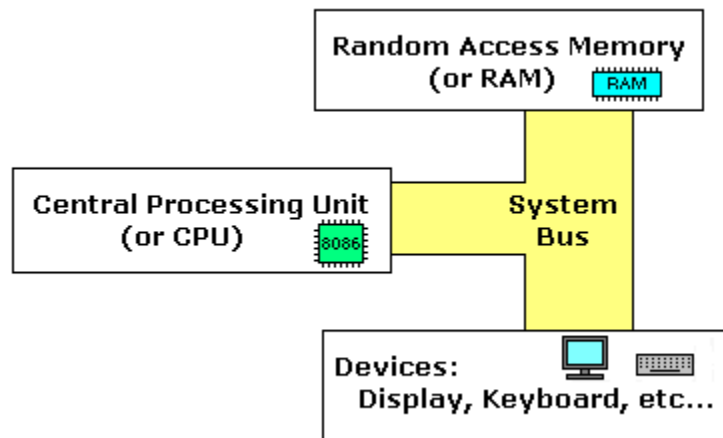 Random Access Memory
(or RAM)
RAM
Central Processing Unit
(or CPU)
8086
System
Bus
Devices:
Display, Keyboard, etc...